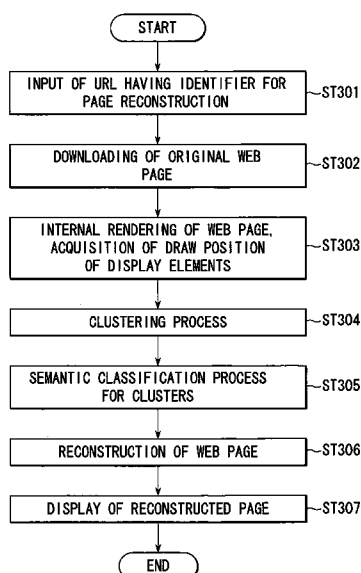 START
INPUT OF URL HAVING IDENTIFIER FOR
PAGE RECONSTRUCTION
ST301
DOWNLOADING OF ORIGINAL WEB
PAGE
ST302
INTERNAL RENDERING OF WEB PAGE,
ACQUISITION OF DRAW POSITION
OF DISPLAY ELEMENTS
ST303
CLUSTERING PROCESS
ST304
SEMANTIC CLASSIFICATION PROCESS
FOR CLUSTERS
ST305
RECONSTRUCTION OF WEB PAGE
ST306
DISPLAY OF RECONSTRUCTED PAGE
ST307
END